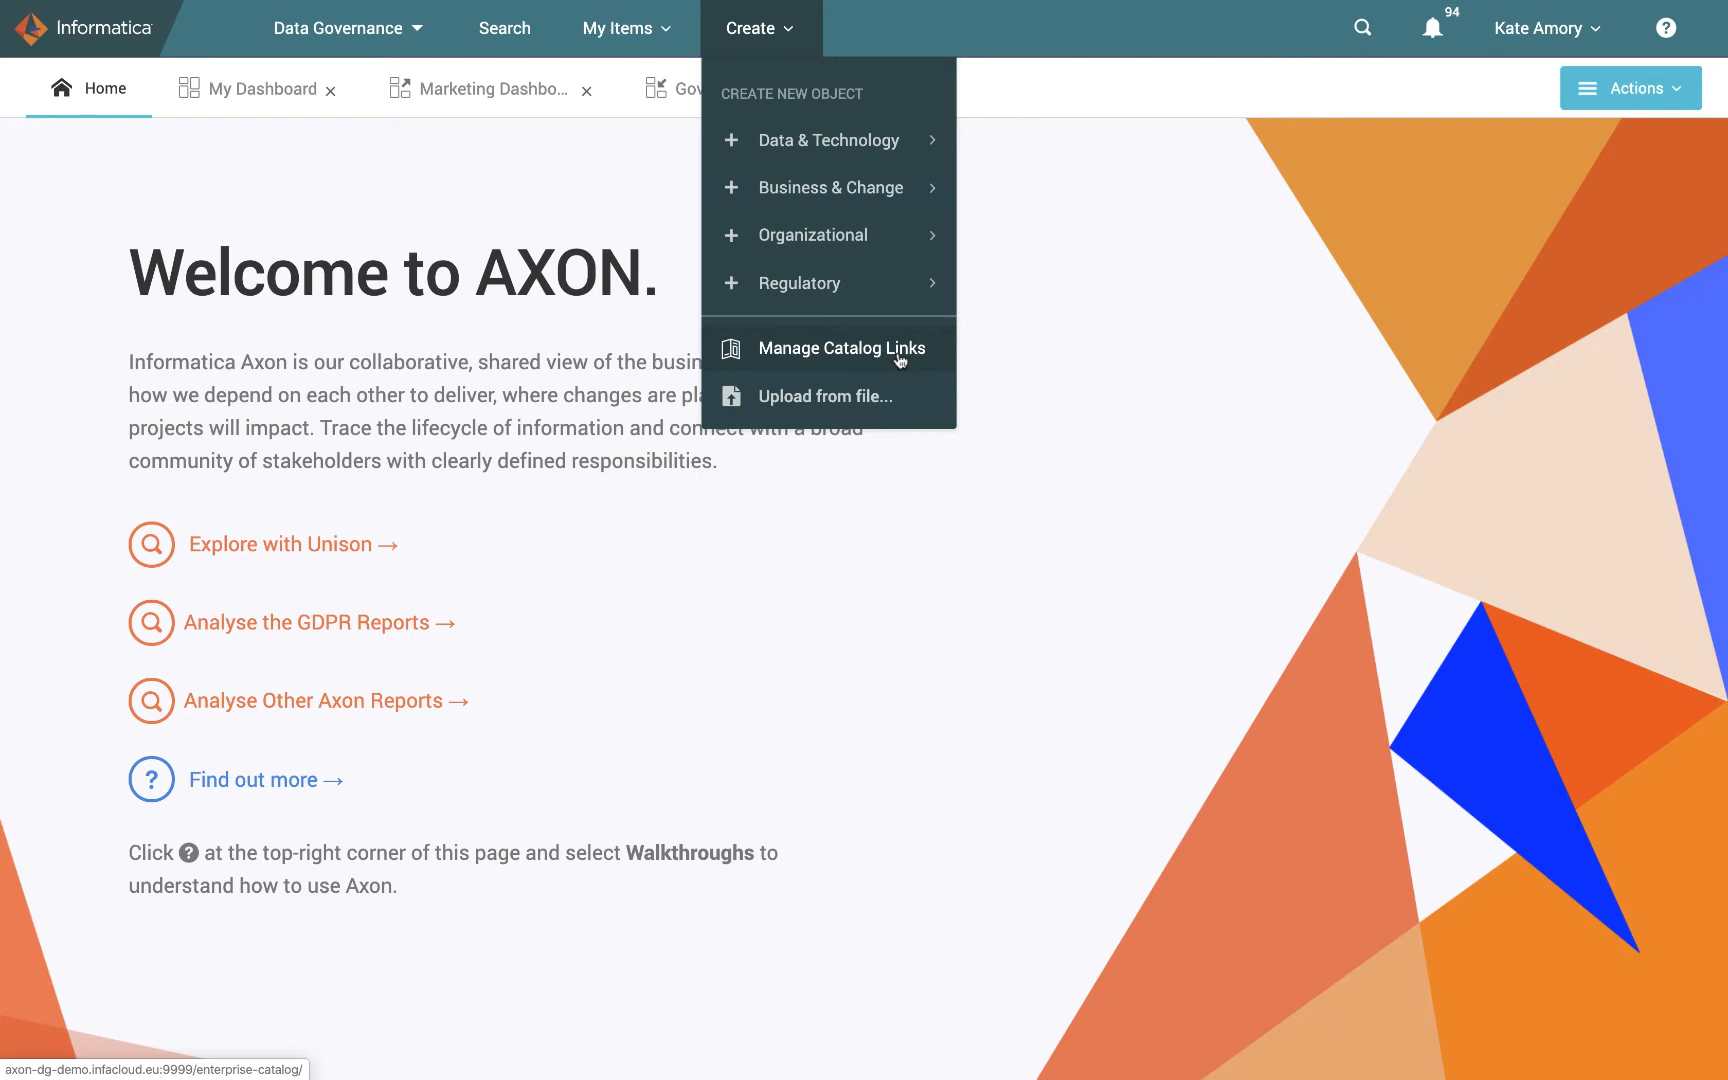 Informatica
Data Governance
Search
My Items
Create
94
Kate Amory
?
Home
My Dashboard ×
Marketing Dashbo... ×
Gov
Actions
CREATE NEW OBJECT
+ Data & Technology >
+ Business & Change >
+ Organizational >
+ Regulatory >
Manage Catalog Links
Upload from file...
Welcome to AXON.
Informatica Axon is our collaborative, shared view of the busin
how we depend on each other to deliver, where changes are pla
projects will impact. Trace the lifecycle of information and connect with a broad
community of stakeholders with clearly defined responsibilities.
Explore with Unison →
Analyse the GDPR Reports →
Analyse Other Axon Reports →
? Find out more →
Click ? at the top-right corner of this page and select Walkthroughs to
understand how to use Axon.
axon-dg-demo.infacloud.eu:9999/enterprise-catalog/